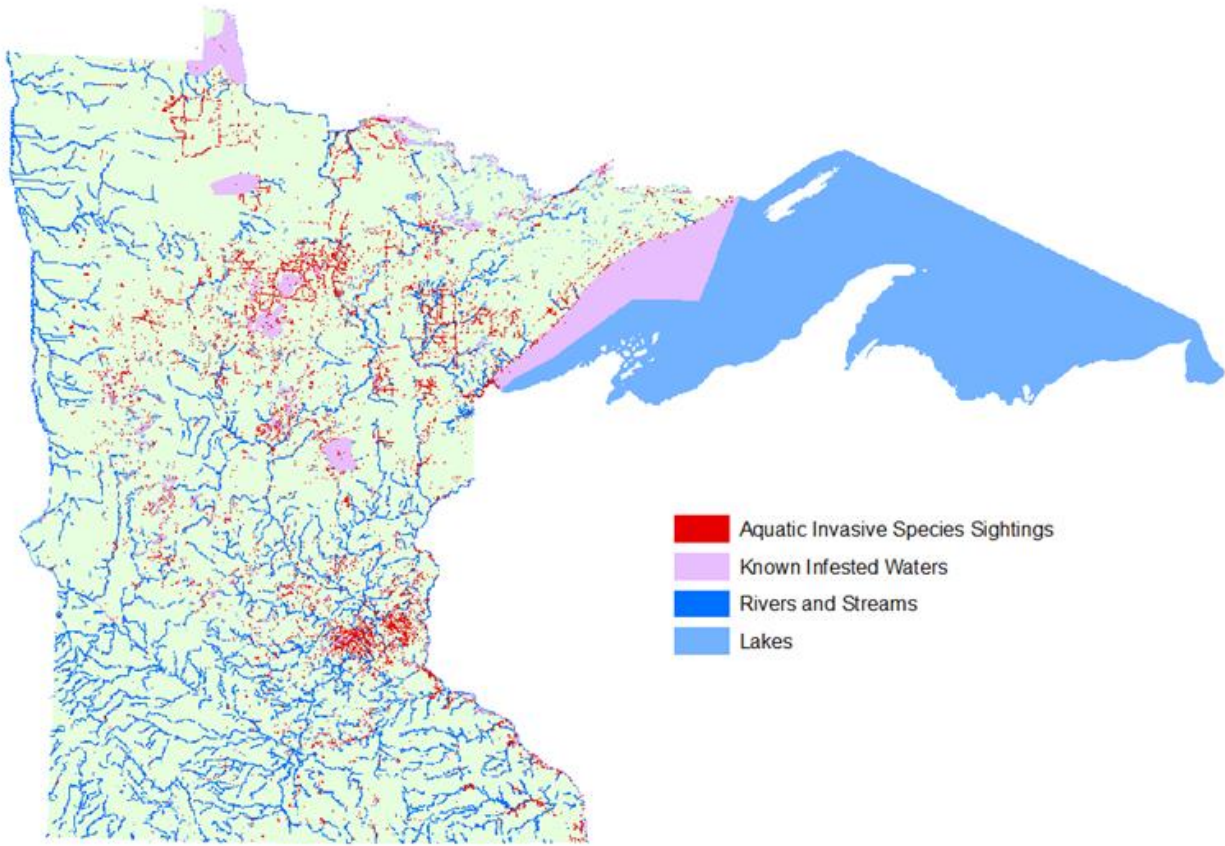 Aquatic Invasive Species Sightings
Known Infested Waters
Rivers and Streams
Lakes